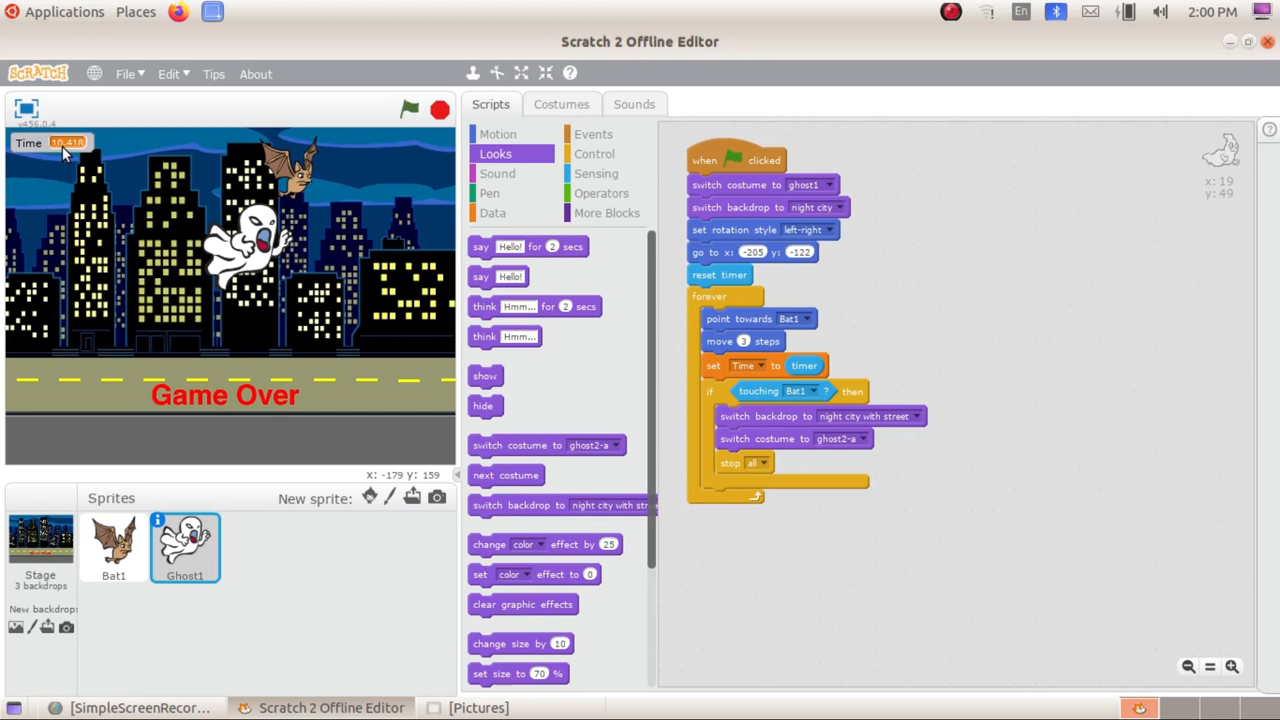 Applications Places En 2:00 PM
Scratch 2 Offline Editor
SCRATCH File Edit Tips About
v456.0.4
Time 10.418
Game Over
x: -179 y: 159
Sprites New sprite:
Stage
3 backdrops
New backdrop:
Bat1
Ghost1
Scripts Costumes Sounds
Motion Events
Looks Control
Sound Sensing
Pen Operators
Data More Blocks
say Hello! for 2 secs
say Hello!
think Hmm... for 2 secs
think Hmm...
show
hide
switch costume to ghost2-a
next costume
switch backdrop to night city with stre
change color effect by 25
set color effect to 0
clear graphic effects
change size by 10
set size to 70 %
when clicked
switch costume to ghost1
switch backdrop to night city
set rotation style left-right
go to x: -205 y: -122
reset timer
forever
point towards Bat1
move 3 steps
set Time to timer
if touching Bat1 ? then
switch backdrop to night city with street
switch costume to ghost2-a
stop all
x: 19
y: 49
[SimpleScreenRecor... Scratch 2 Offline Editor [Pictures]